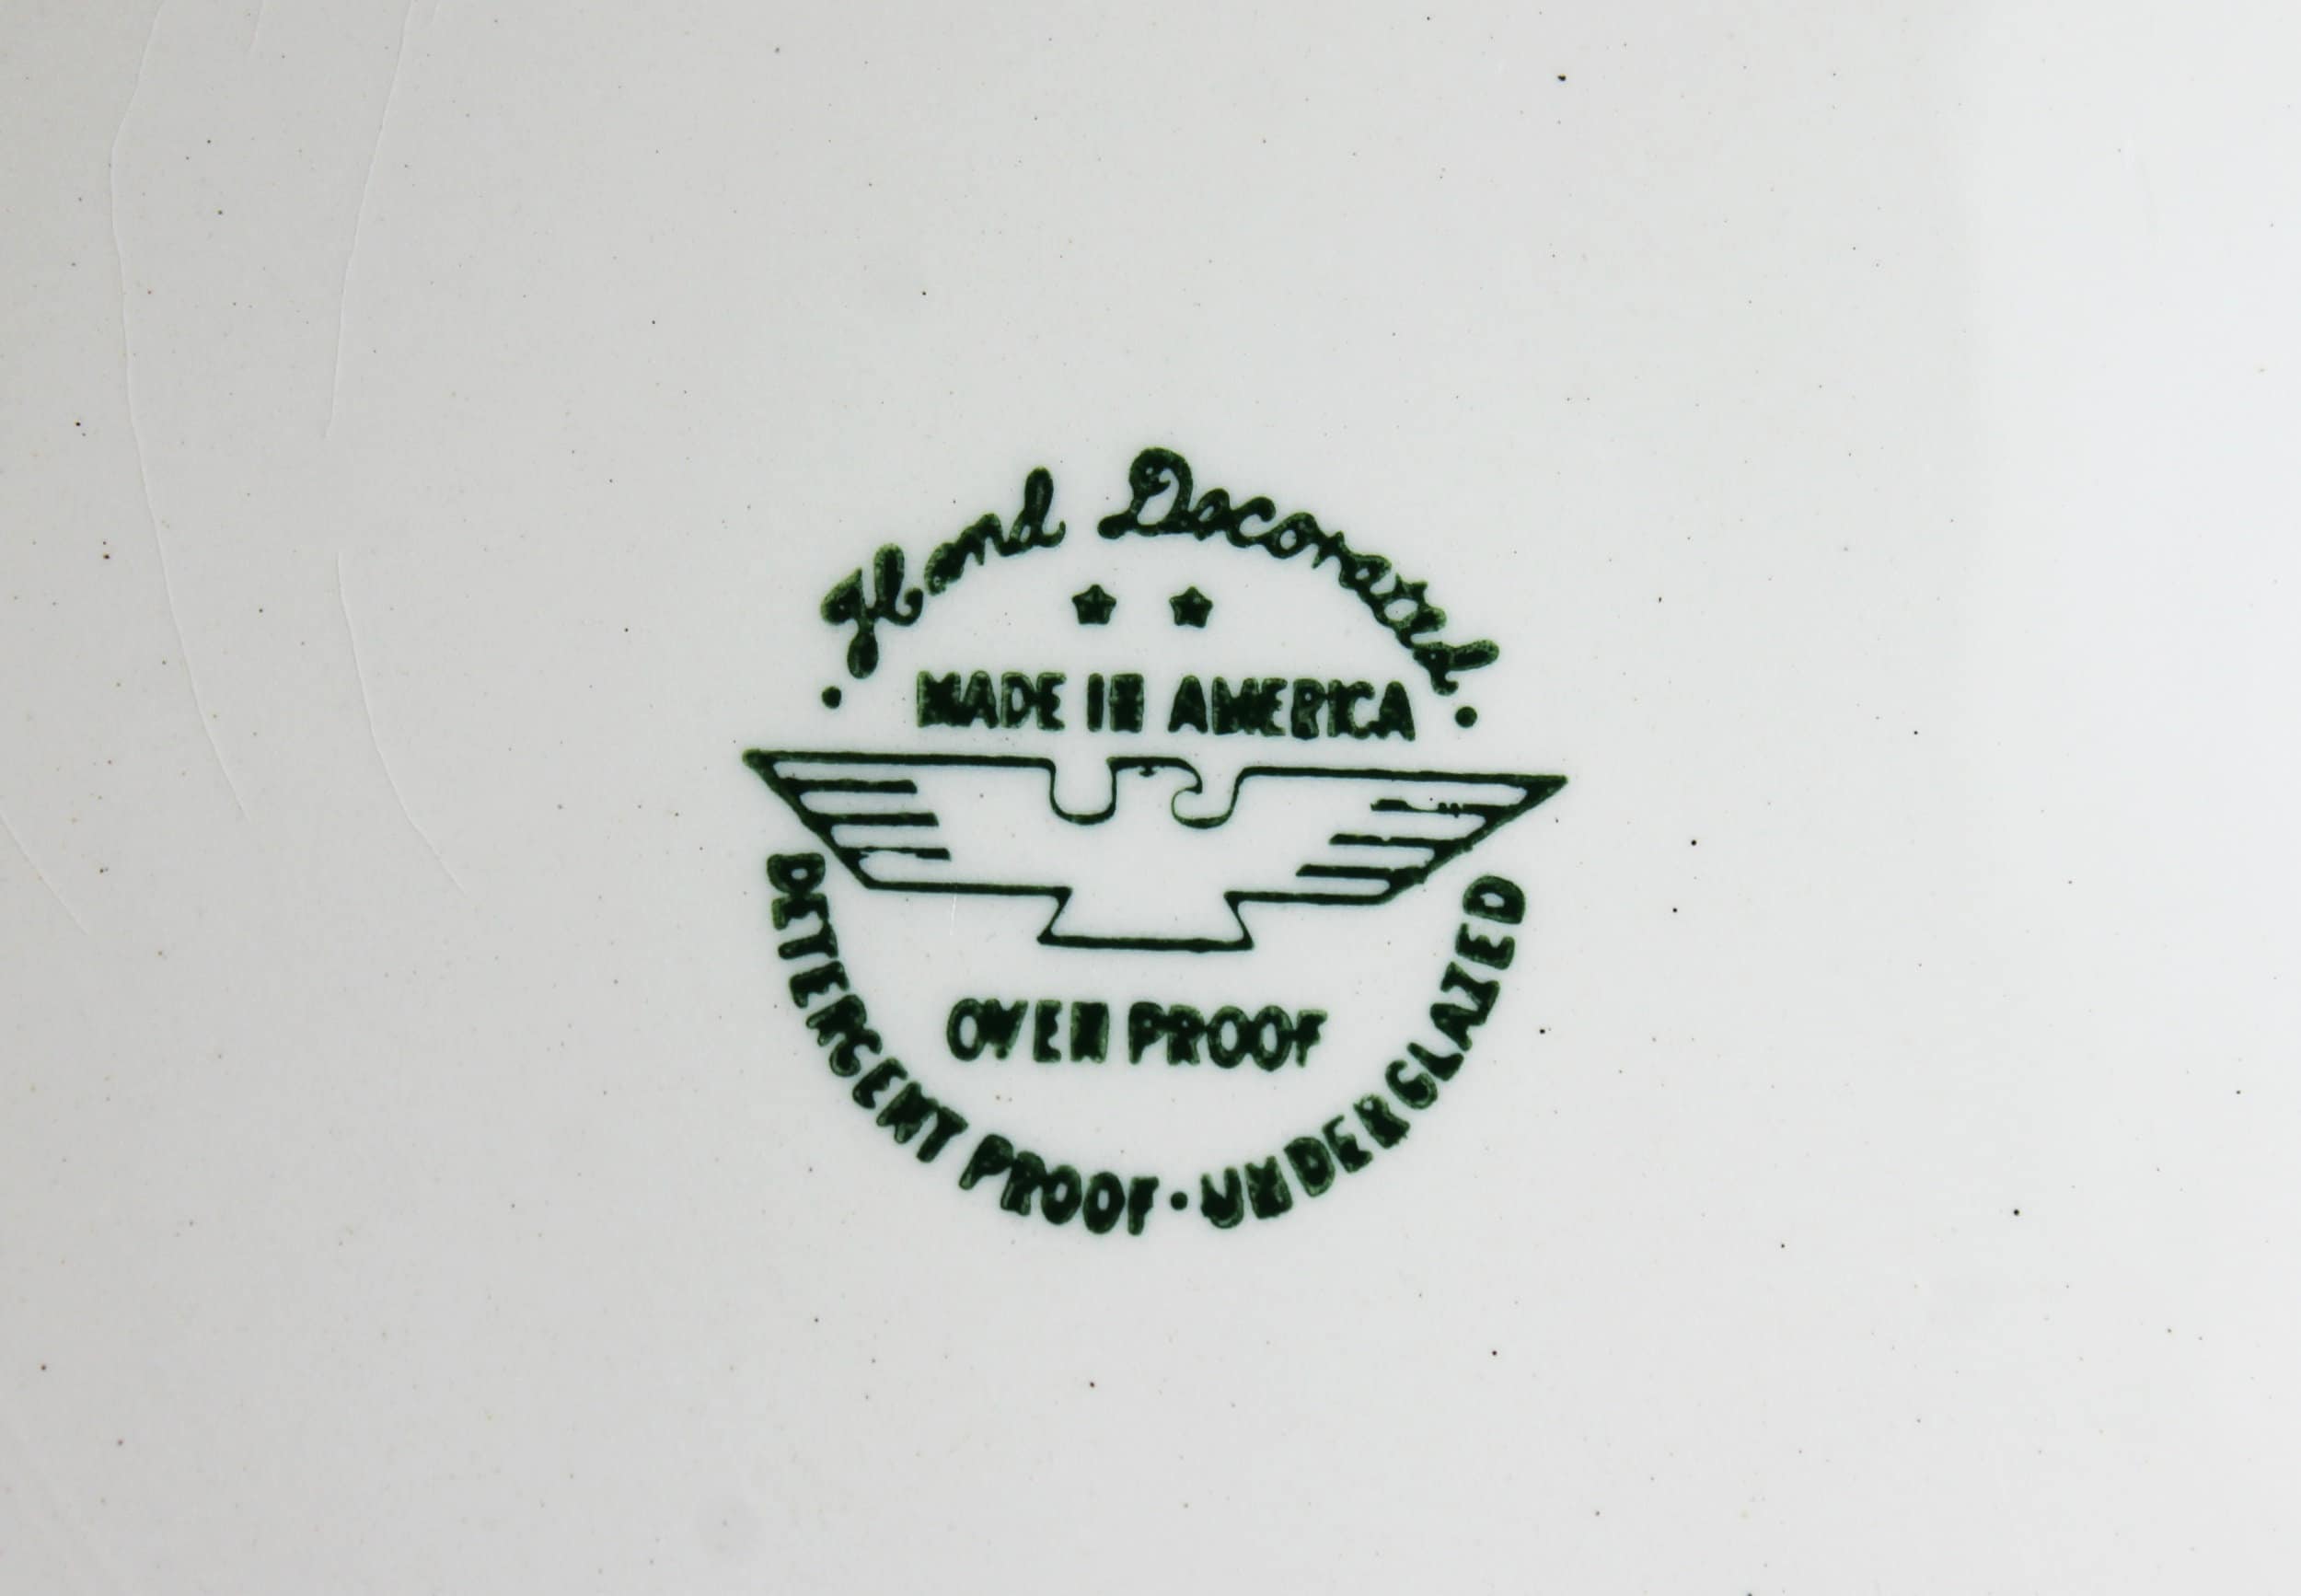 • Hand Decorated •
MADE IN AMERICA
OVEN PROOF
DETERGENT PROOF • UNDERGLAZED